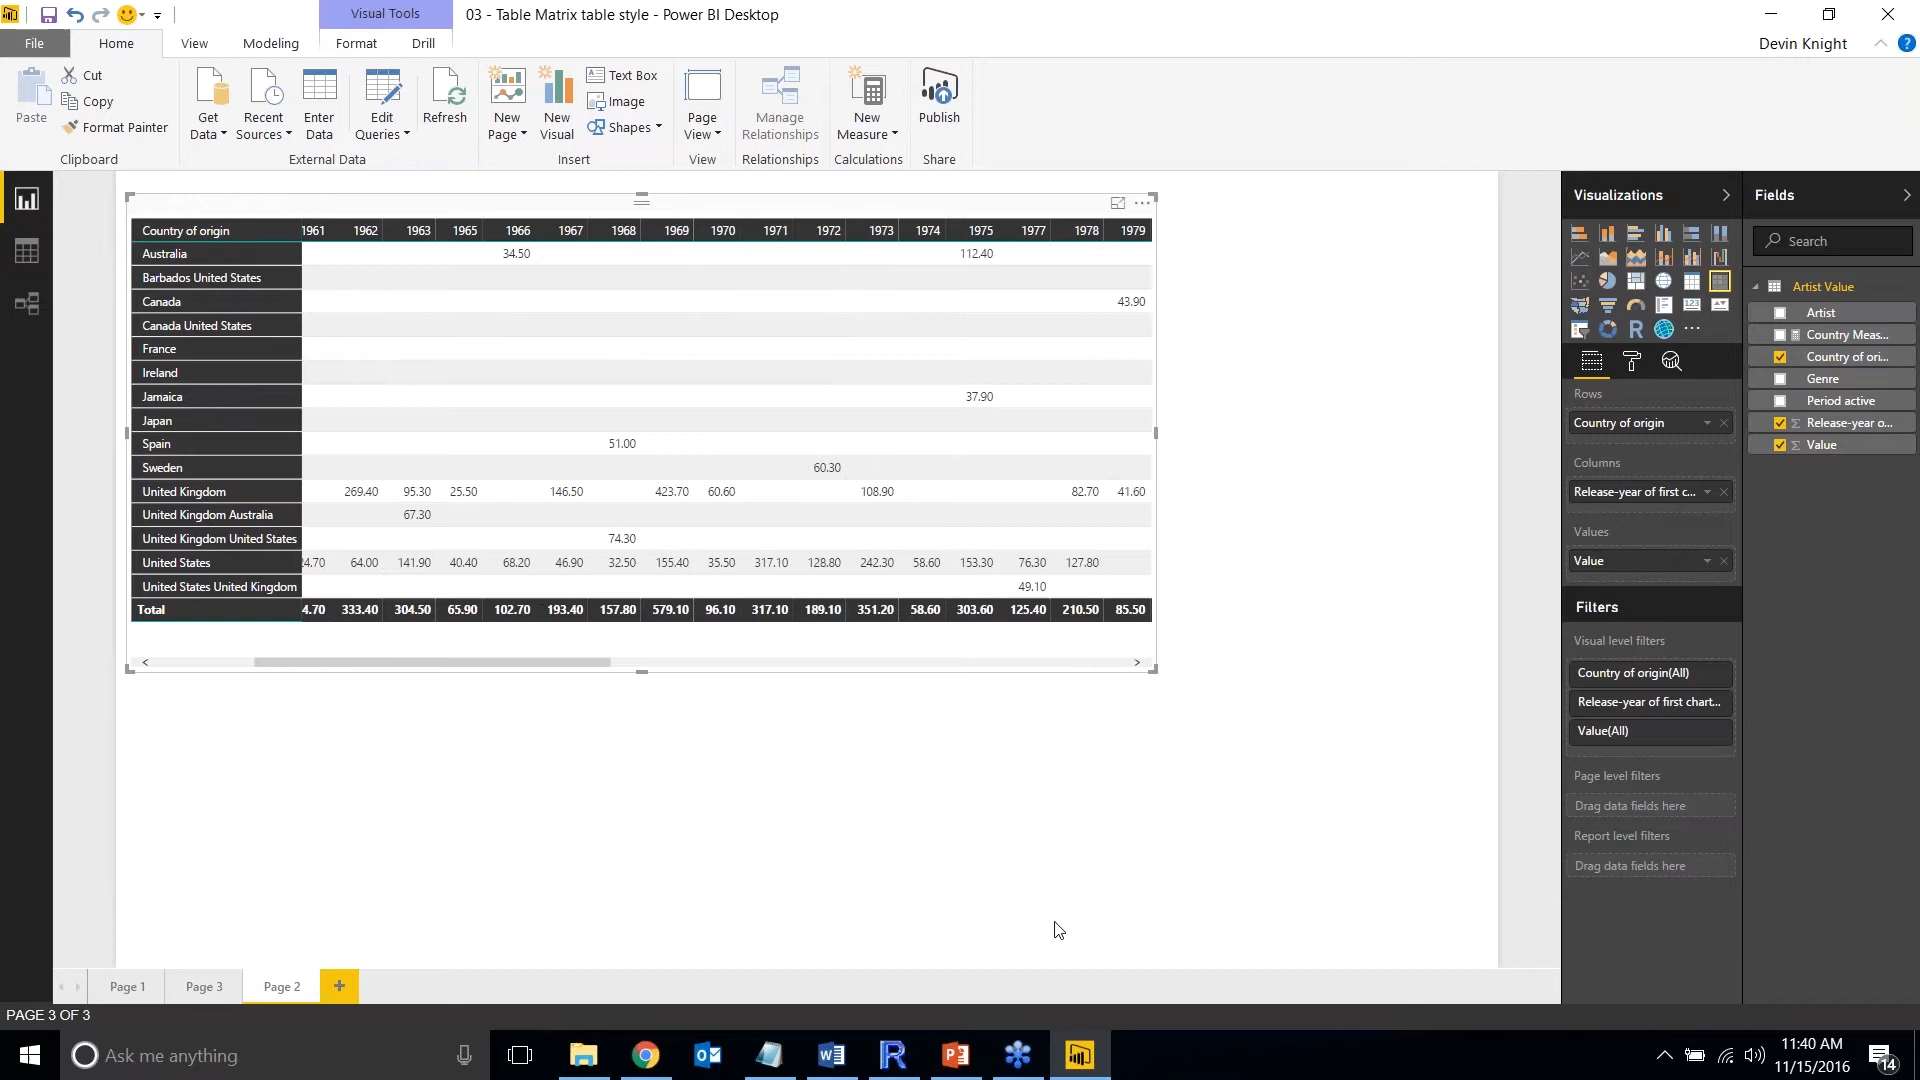 Visual Tools
03 - Table Matrix table style - Power BI Desktop
File Home View Modeling Format Drill
Devin Knight
Paste
Cut
Copy
Format Painter
Clipboard
Get Data
Recent Sources
Enter Data
Edit Queries
Refresh
External Data
New Page
New Visual
Text Box
Image
Shapes
Insert
Page View
View
Manage Relationships
Relationships
New Measure
Calculations
Publish
Share
Country of origin 1961 1962 1963 1965 1966 1967 1968 1969 1970 1971 1972 1973 1974 1975 1977 1978 1979
Australia 34.50 112.40
Barbados United States
Canada 43.90
Canada United States
France
Ireland
Jamaica 37.90
Japan
Spain 51.00
Sweden 60.30
United Kingdom 269.40 95.30 25.50 146.50 423.70 60.60 108.90 82.70 41.60
United Kingdom Australia 67.30
United Kingdom United States 74.30
United States 4.70 64.00 141.90 40.40 68.20 46.90 32.50 155.40 35.50 317.10 128.80 242.30 58.60 153.30 76.30 127.80
United States United Kingdom 49.10
Total 4.70 333.40 304.50 65.90 102.70 193.40 157.80 579.10 96.10 317.10 189.10 351.20 58.60 303.60 125.40 210.50 85.50
Visualizations
R
123
Rows
Country of origin
Columns
Release-year of first c...
Values
Value
Filters
Visual level filters
Country of origin(All)
Release-year of first chart...
Value(All)
Page level filters
Drag data fields here
Report level filters
Drag data fields here
Fields
Search
Artist Value
Artist
Country Meas...
Country of ori...
Genre
Period active
Σ Release-year o...
Σ Value
Page 1 Page 3 Page 2 +
PAGE 3 OF 3
Ask me anything
11:40 AM
11/15/2016
14